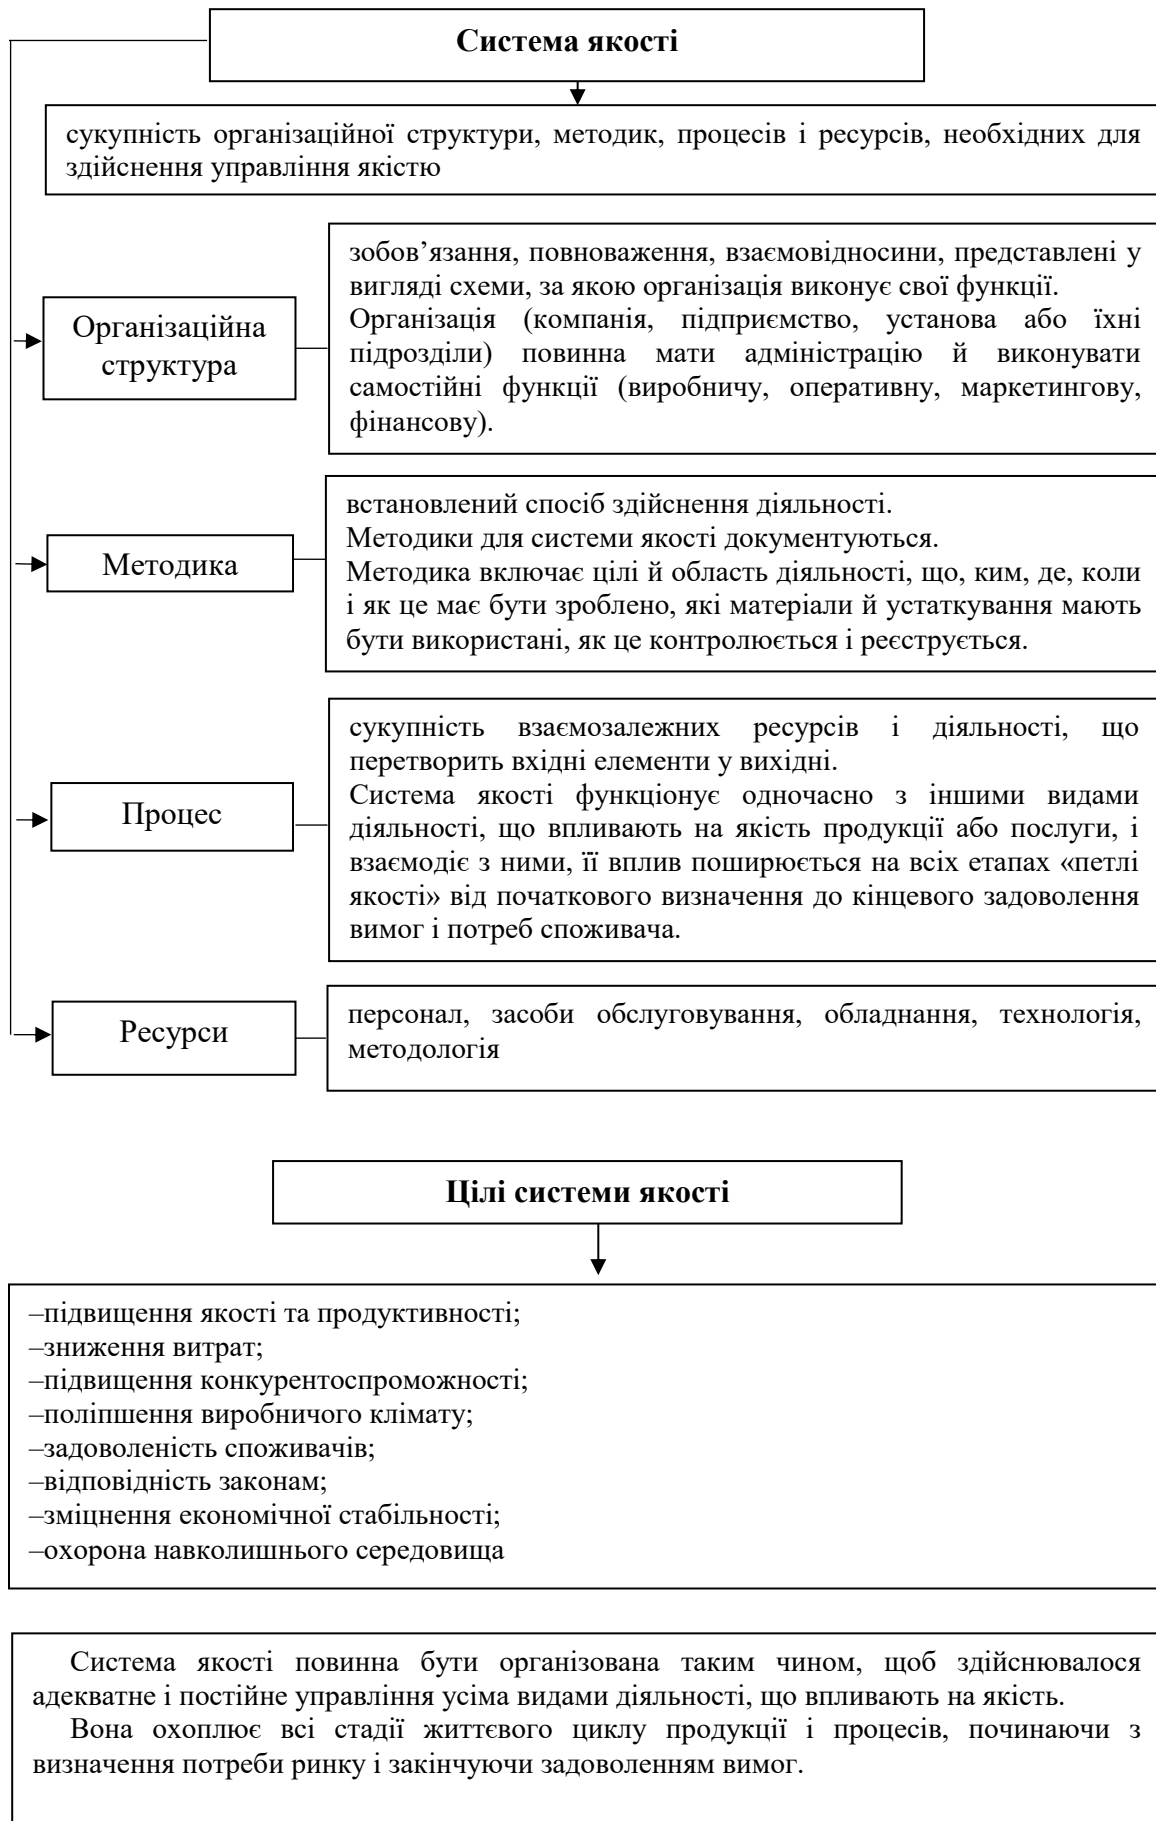 Система якості
сукупність організаційної структури, методик, процесів і ресурсів, необхідних для
здійснення управління якістю
зобов’язання, повноваження, взаємовідносини, представлені у
вигляді схеми, за якою організація виконує свої функції.
Організація (компанія, підприємство, установа або їхні
підрозділи) повинна мати адміністрацію й виконувати
самостійні функції (виробничу, оперативну, маркетингову,
фінансову).
Організаційна
структура
встановлений спосіб здійснення діяльності.
Методики для системи якості документуються.
Методика включає цілі й область діяльності, що, ким, де, коли
і як це має бути зроблено, які матеріали й устаткування мають
бути використані, як це контролюється і реєструється.
Методика
сукупність взаємозалежних ресурсів і діяльності, що
перетворить вхідні елементи у вихідні.
Система якості функціонує одночасно з іншими видами
діяльності, що впливають на якість продукції або послуги, і
взаємодіє з ними, її вплив поширюється на всіх етапах «петлі
якості» від початкового визначення до кінцевого задоволення
вимог і потреб споживача.
Процес
персонал, засоби обслуговування, обладнання, технологія,
методологія
Ресурси
Цілі системи якості
–підвищення якості та продуктивності;
–зниження витрат;
–підвищення конкурентоспроможності;
–поліпшення виробничого клімату;
–задоволеність споживачів;
–відповідність законам;
–зміцнення економічної стабільності;
–охорона навколишнього середовища
Система якості повинна бути організована таким чином, щоб здійснювалося
адекватне і постійне управління усіма видами діяльності, що впливають на якість.
Вона охоплює всі стадії життєвого циклу продукції і процесів, починаючи з
визначення потреби ринку і закінчуючи задоволенням вимог.